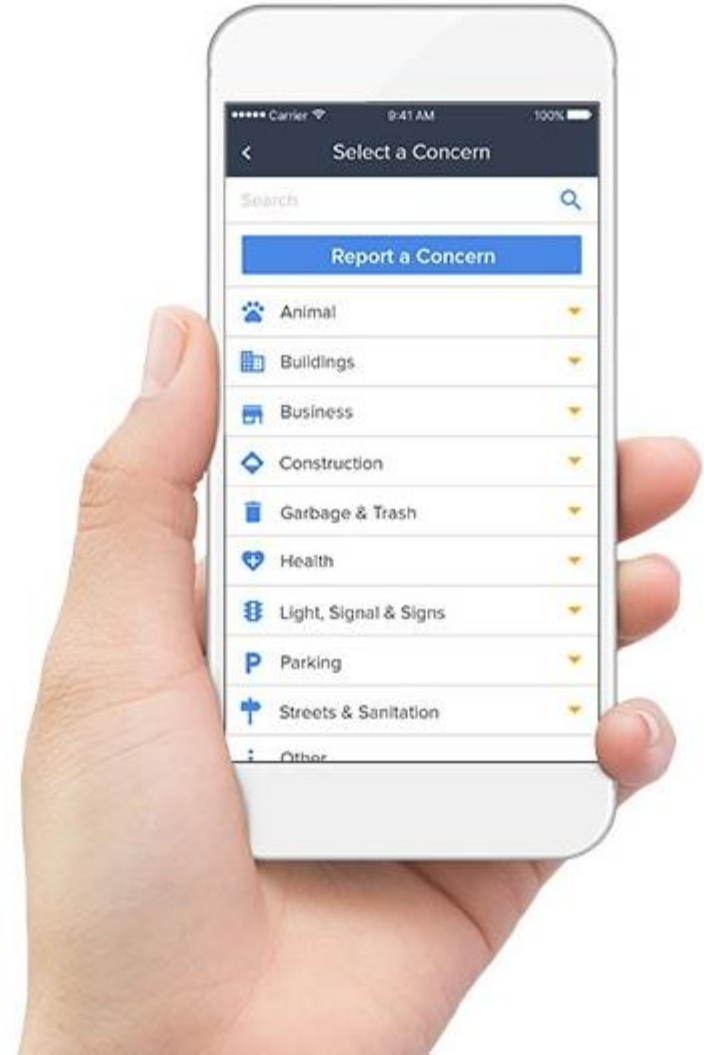 Carrier 9:41 AM 100%
Select a Concern
Search
Report a Concern
Animal
Buildings
Business
Construction
Garbage & Trash
Health
Light, Signal & Signs
P Parking
Streets & Sanitation
Other